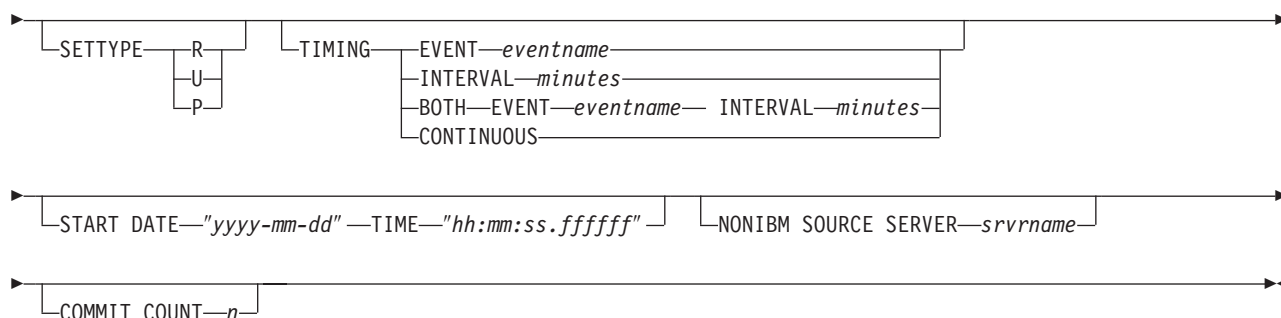 SETTYPE R TIMING EVENT eventname
U INTERVAL minutes
P BOTH EVENT eventname INTERVAL minutes
CONTINUOUS
START DATE "yyyy-mm-dd" TIME "hh:mm:ss.ffffff" NONIBM SOURCE SERVER srvrname
COMMIT COUNT n